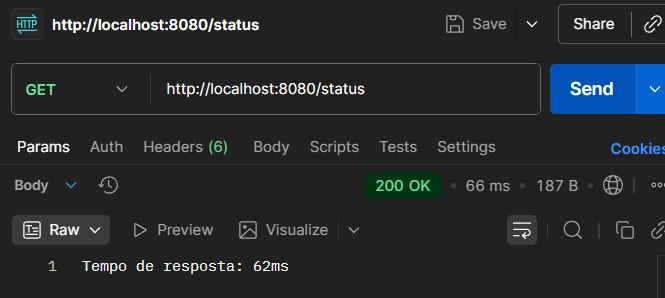 HTTP http://localhost:8080/status Save Share
GET http://localhost:8080/status Send
Params Auth Headers (6) Body Scripts Tests Settings Cookies
Body 200 OK • 66 ms • 187 B •
Raw Preview Visualize
1 Tempo de resposta: 62ms